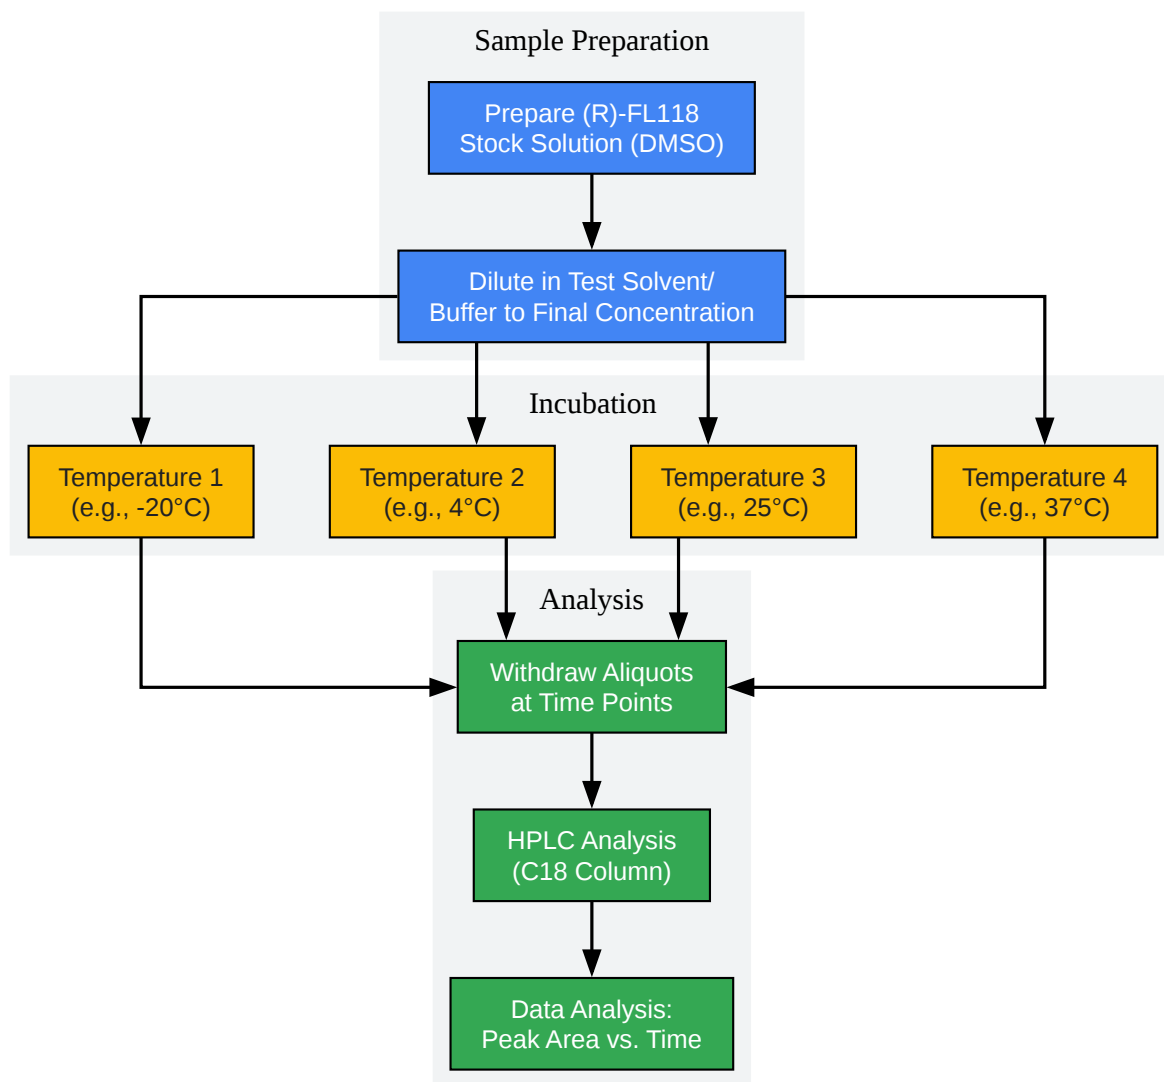 Sample Preparation
Prepare (R)-FL118
Stock Solution (DMSO)
Dilute in Test Solvent/
Buffer to Final Concentration
Incubation
Temperature 1
(e.g., -20°C)
Temperature 2
(e.g., 4°C)
Temperature 3
(e.g., 25°C)
Temperature 4
(e.g., 37°C)
Analysis
Withdraw Aliquots
at Time Points
HPLC Analysis
(C18 Column)
Data Analysis:
Peak Area vs. Time